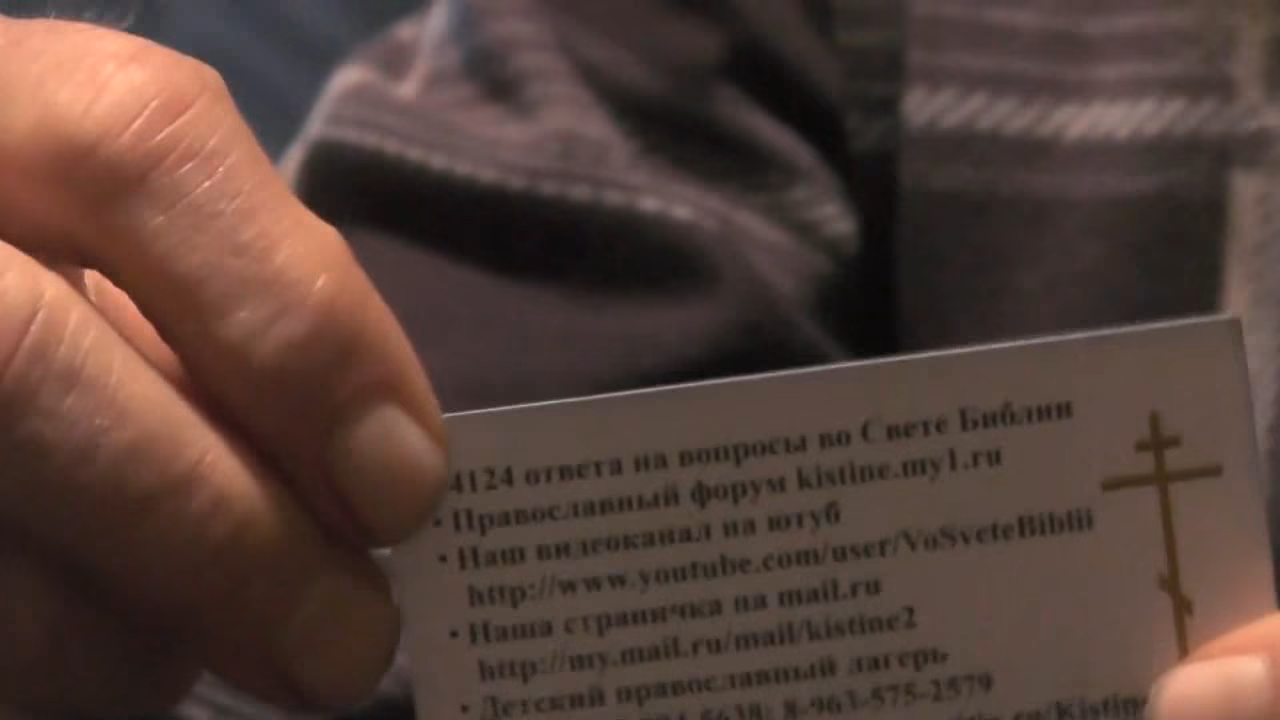 4124 ответа на вопросы во Свете Библии
• Православный форум kistine.my1.ru
• Наш видеоканал на ютуб
http://www.youtube.com/user/VoSveteBiblii
• Наша страничка на mail.ru
http://my.mail.ru/mail/kistine2
• Детский православный лагерь
8-963-575-2579